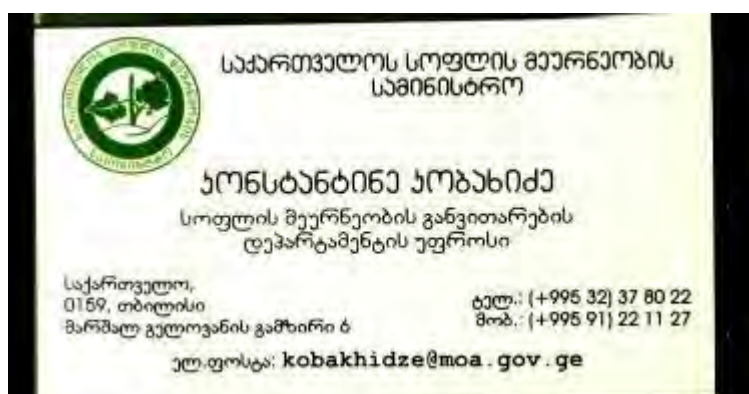 საქართველოს სოფლის მეურნეობის
სამინისტრო
კონსტანტინე კობახიძე
სოფლის მეურნეობის განვითარების
დეპარტამენტის უფროსი
საქართველო,
0159, თბილისი
მარშალ გელოვანის გამზირი 6
ტელ.: (+995 32) 37 80 22
მობ.: (+995 91) 22 11 27
ელ.ფოსტა: kobakhidze@moa.gov.ge